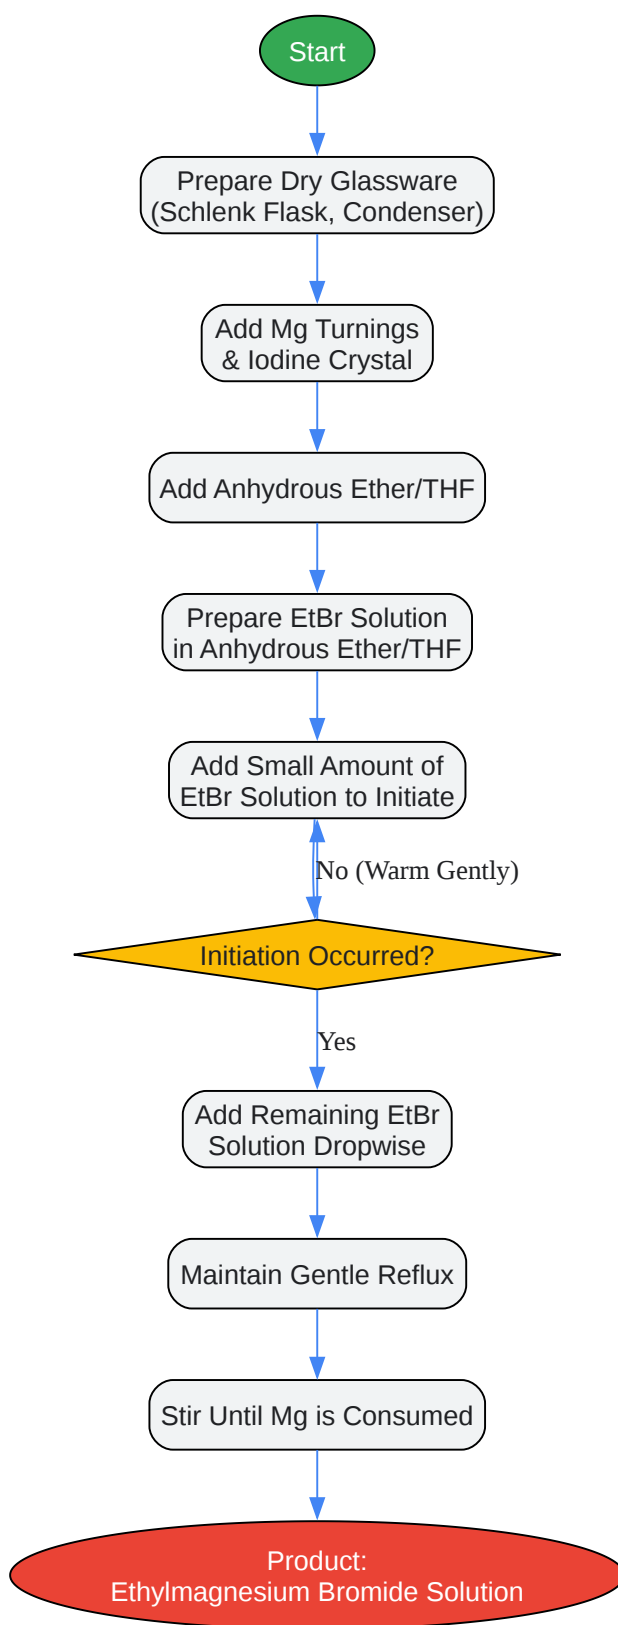 Start
Prepare Dry Glassware
(Schlenk Flask, Condenser)
Add Mg Turnings
& Iodine Crystal
Add Anhydrous Ether/THF
Prepare EtBr Solution
in Anhydrous Ether/THF
Add Small Amount of
EtBr Solution to Initiate
No (Warm Gently)
Initiation Occurred?
Yes
Add Remaining EtBr
Solution Dropwise
Maintain Gentle Reflux
Stir Until Mg is Consumed
Product:
Ethylmagnesium Bromide Solution